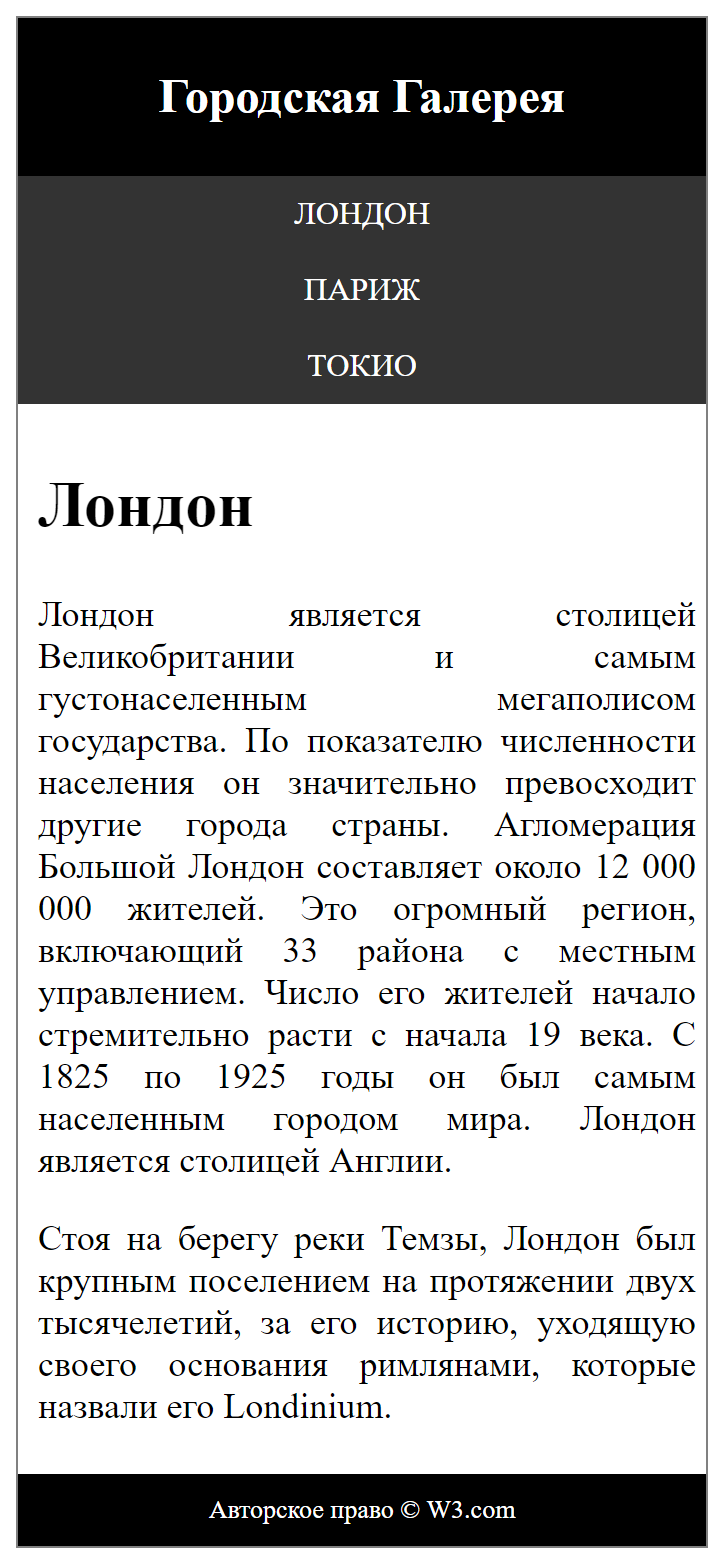 Городская Галерея
ЛОНДОН
ПАРИЖ
ТОКИО
Лондон
Лондон является столицей
Великобритании и самым
густонаселенным мегаполисом
государства. По показателю численности
населения он значительно превосходит
другие города страны. Агломерация
Большой Лондон составляет около 12 000
000 жителей. Это огромный регион,
включающий 33 района с местным
управлением. Число его жителей начало
стремительно расти с начала 19 века. С
1825 по 1925 годы он был самым
населенным городом мира. Лондон
является столицей Англии.
Стоя на берегу реки Темзы, Лондон был
крупным поселением на протяжении двух
тысячелетий, за его историю, уходящую
своего основания римлянами, которые
назвали его Londinium.
Авторское право © W3.com